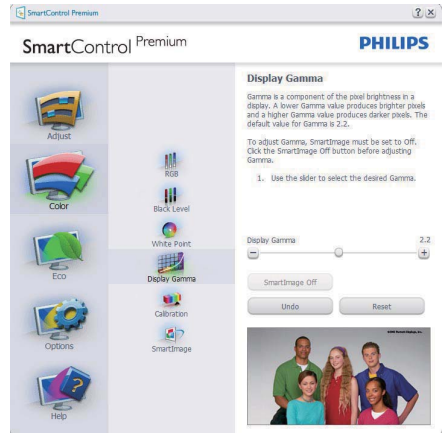 SmartControl Premium
? ×
SmartControl Premium
PHILIPS
Adjust
Color
Eco
Options
Help
RGB
Black Level
White Point
Display Gamma
Calibration
SmartImage
Display Gamma
Gamma is a component of the pixel brightness in a
display. A lower Gamma value produces brighter pixels
and a higher Gamma value produces darker pixels. The
default value for Gamma is 2.2.
To adjust Gamma, SmartImage must be set to Off.
Click the SmartImage Off button before adjusting
Gamma.
1. Use the slider to select the desired Gamma.
Display Gamma 2.2
SmartImage Off
Undo Reset